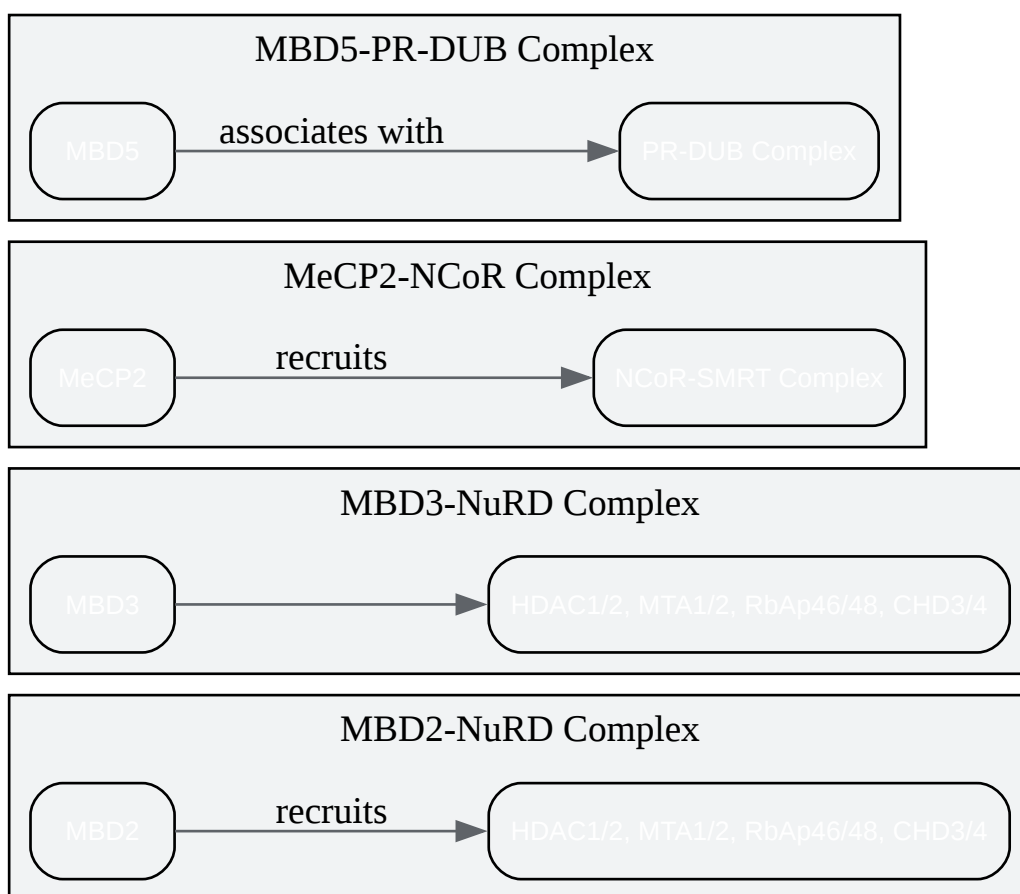 MBD5-PR-DUB Complex
MBD5
associates with
PR-DUB Complex
MeCP2-NCoR Complex
MeCP2
recruits
NCoR-SMRT Complex
MBD3-NuRD Complex
MBD3
HDAC1/2, MTA1/2, RbAp46/48, CHD3/4
MBD2-NuRD Complex
MBD2
recruits
HDAC1/2, MTA1/2, RbAp46/48, CHD3/4